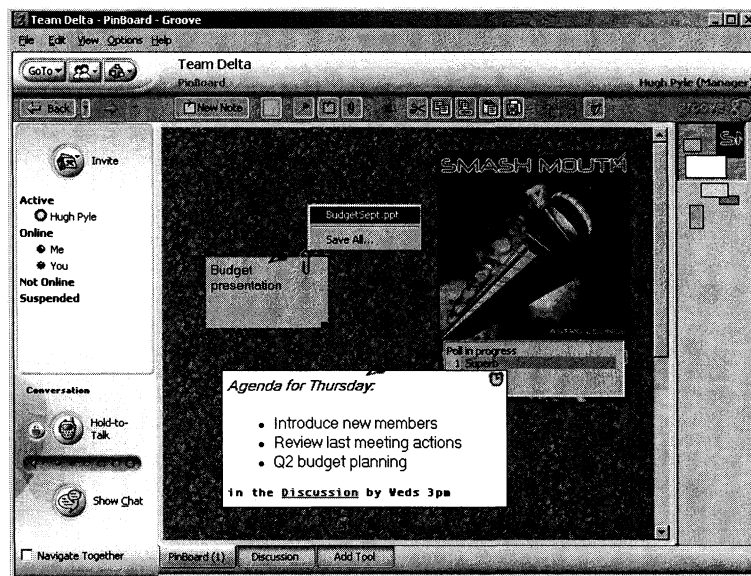 Team Delta - PinBoard - Groove
File Edit View Options Help
GoTo
Team Delta
PinBoard
Hugh Pyle (Manager)
Back
New Note
groove
Invite
Active
Hugh Pyle
Online
Me
You
Not Online
Suspended
BudgetSept.ppt
Save All...
Budget
presentation
SMASH MOUTH
Poll in progress
Agenda for Thursday:
• Introduce new members
• Review last meeting actions
• Q2 budget planning
in the Discussion by Weds 3pm
Conversation
Hold-to-
Talk
Show Chat
Navigate Together
PinBoard (1)
Discussion
Add Tool